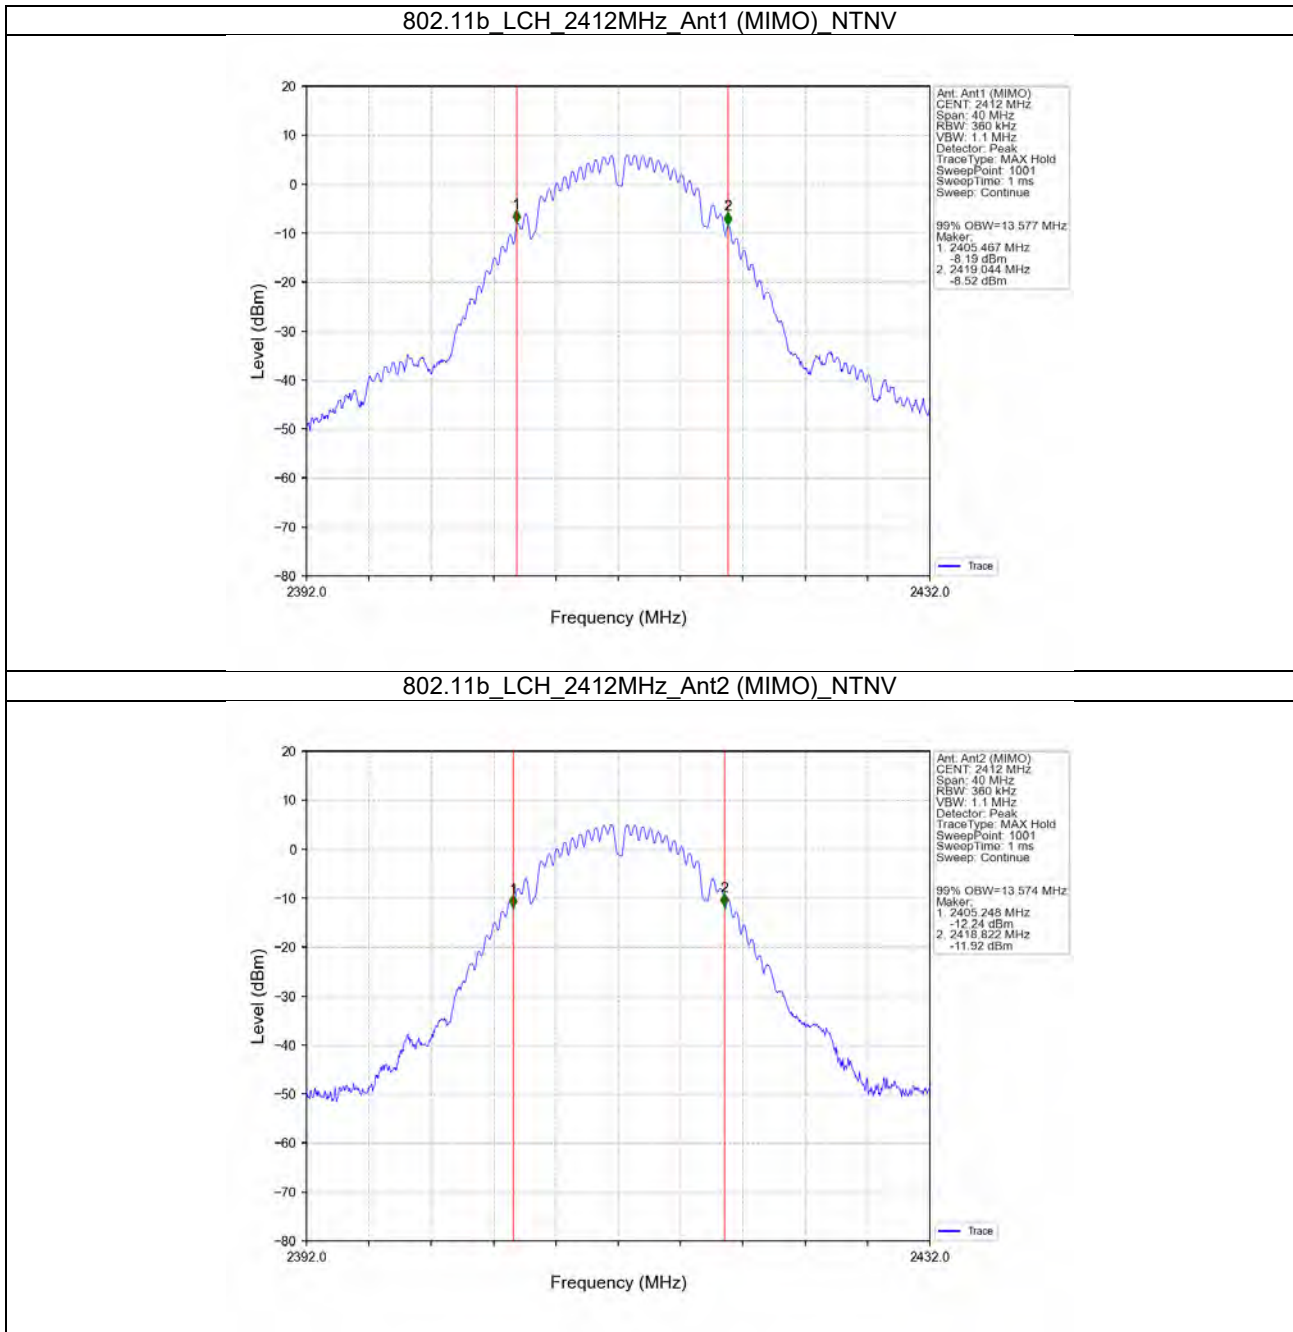 802.11b_LCH_2412MHz_Ant1 (MIMO)_NTNV
20
10
0
−10
−20
−30
−40
−50
−60
−70
−80
Level (dBm)
1
2
2392.0
2432.0
Frequency (MHz)
Ant: Ant1 (MIMO)
CENT: 2412 MHz
Span: 40 MHz
RBW: 360 kHz
VBW: 1.1 MHz
Detector: Peak
TraceType: MAX Hold
SweepPoint: 1001
SweepTime: 1 ms
Sweep: Continue
99% OBW=13.577 MHz
Maker:
1. 2405.467 MHz
-8.19 dBm
2. 2419.044 MHz
-8.52 dBm
Trace
802.11b_LCH_2412MHz_Ant2 (MIMO)_NTNV
20
10
0
−10
−20
−30
−40
−50
−60
−70
−80
Level (dBm)
1
2
2392.0
2432.0
Frequency (MHz)
Ant: Ant2 (MIMO)
CENT: 2412 MHz
Span: 40 MHz
RBW: 360 kHz
VBW: 1.1 MHz
Detector: Peak
TraceType: MAX Hold
SweepPoint: 1001
SweepTime: 1 ms
Sweep: Continue
99% OBW=13.574 MHz
Maker:
1. 2405.248 MHz
-12.24 dBm
2. 2418.822 MHz
-11.92 dBm
Trace